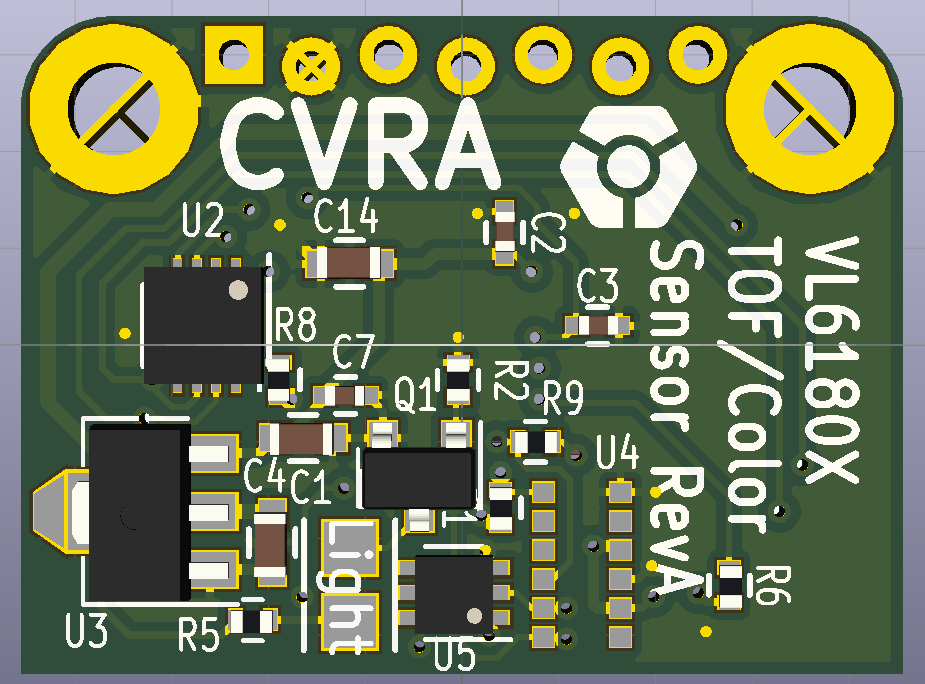 CVRA
U2
C14
C2
VL6180X
TOF/Color
Sensor RevA
C3
R8
C7
Q1
R2
R9
C4
C1
U4
Light
R6
U3
R5
U5